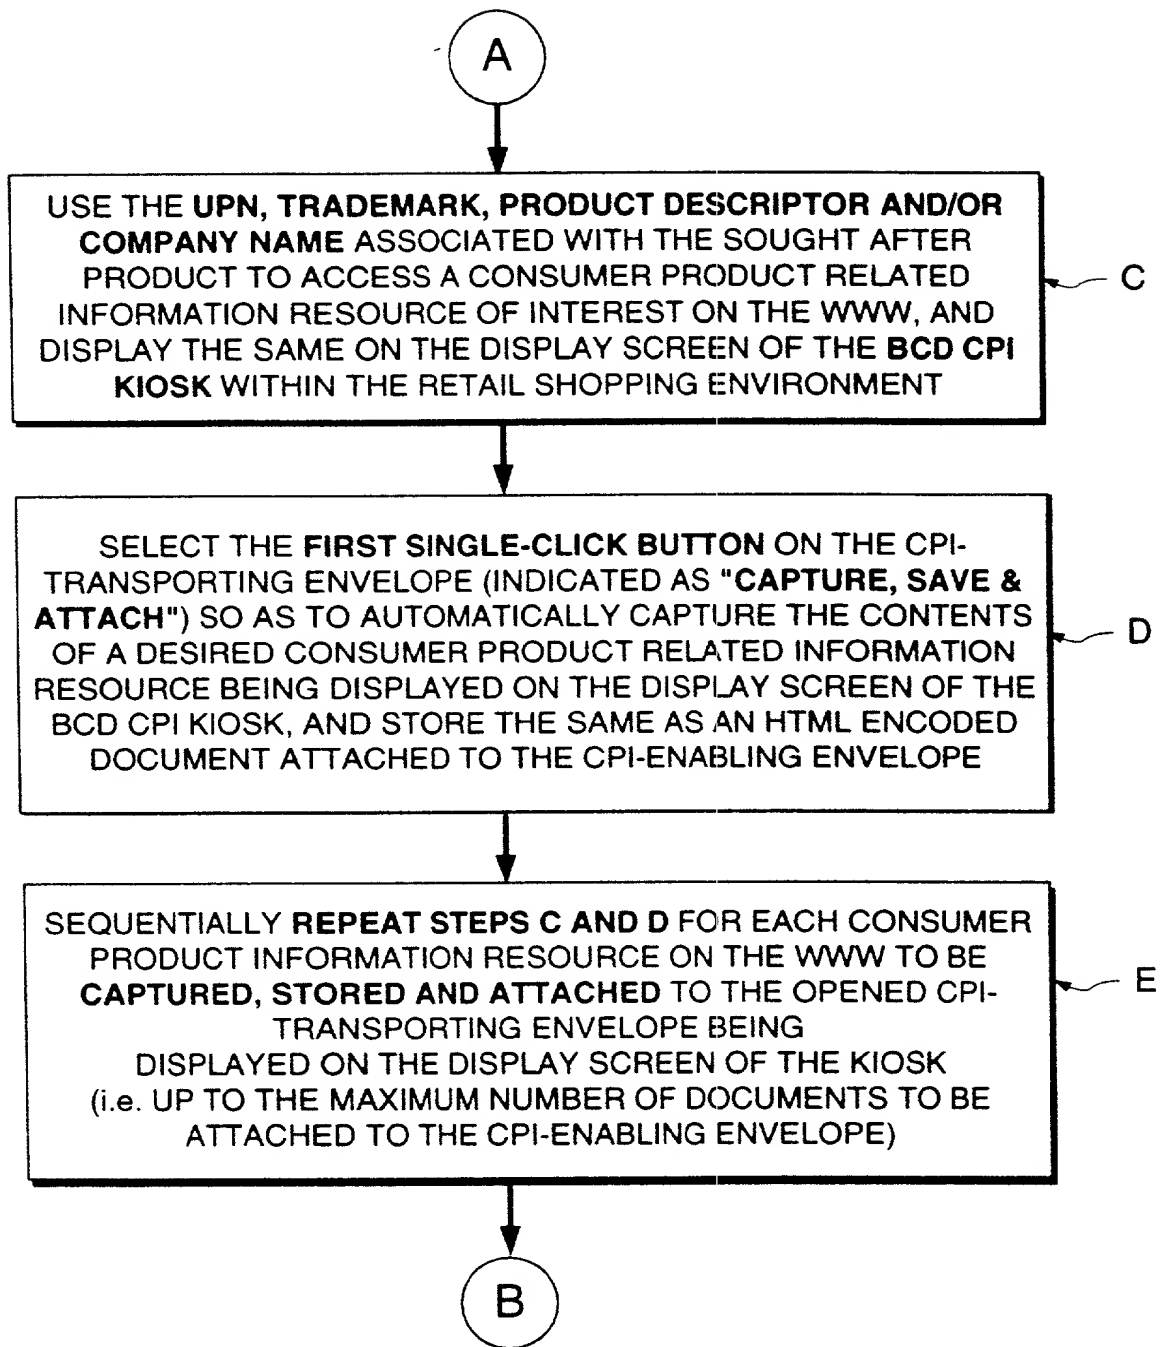 A
USE THE UPN, TRADEMARK, PRODUCT DESCRIPTOR AND/OR
COMPANY NAME ASSOCIATED WITH THE SOUGHT AFTER
PRODUCT TO ACCESS A CONSUMER PRODUCT RELATED
INFORMATION RESOURCE OF INTEREST ON THE WWW, AND
DISPLAY THE SAME ON THE DISPLAY SCREEN OF THE BCD CPI
KIOSK WITHIN THE RETAIL SHOPPING ENVIRONMENT
C
SELECT THE FIRST SINGLE-CLICK BUTTON ON THE CPI-
TRANSPORTING ENVELOPE (INDICATED AS "CAPTURE, SAVE &
ATTACH") SO AS TO AUTOMATICALLY CAPTURE THE CONTENTS
OF A DESIRED CONSUMER PRODUCT RELATED INFORMATION
RESOURCE BEING DISPLAYED ON THE DISPLAY SCREEN OF THE
BCD CPI KIOSK, AND STORE THE SAME AS AN HTML ENCODED
DOCUMENT ATTACHED TO THE CPI-ENABLING ENVELOPE
D
SEQUENTIALLY REPEAT STEPS C AND D FOR EACH CONSUMER
PRODUCT INFORMATION RESOURCE ON THE WWW TO BE
CAPTURED, STORED AND ATTACHED TO THE OPENED CPI-
TRANSPORTING ENVELOPE BEING
DISPLAYED ON THE DISPLAY SCREEN OF THE KIOSK
(i.e. UP TO THE MAXIMUM NUMBER OF DOCUMENTS TO BE
ATTACHED TO THE CPI-ENABLING ENVELOPE)
E
B